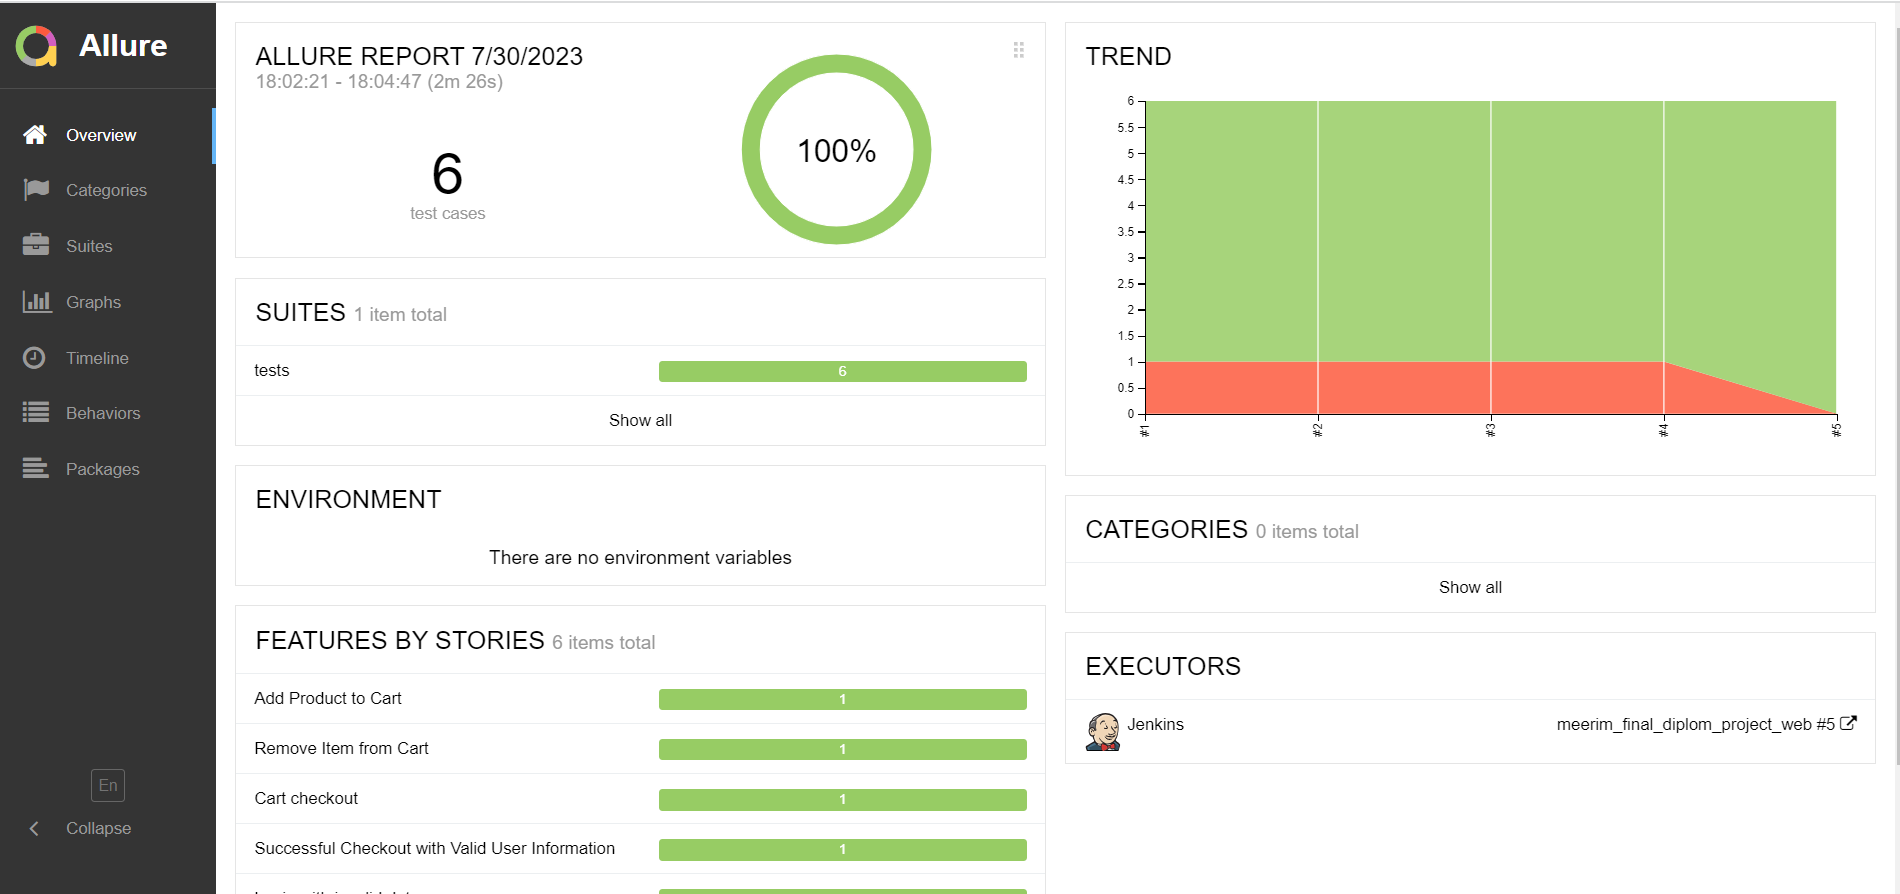 Allure
Overview
Categories
Suites
Graphs
Timeline
Behaviors
Packages
En
Collapse
ALLURE REPORT 7/30/2023
18:02:21 - 18:04:47 (2m 26s)
6
test cases
100%
SUITES 1 item total
tests 6
Show all
ENVIRONMENT
There are no environment variables
FEATURES BY STORIES 6 items total
Add Product to Cart 1
Remove Item from Cart 1
Cart checkout 1
Successful Checkout with Valid User Information 1
TREND
6
5.5
5
4.5
4
3.5
3
2.5
2
1.5
1
0.5
0
#1 #2 #3 #4 #5
CATEGORIES 0 items total
Show all
EXECUTORS
Jenkins meerim_final_diplom_project_web #5